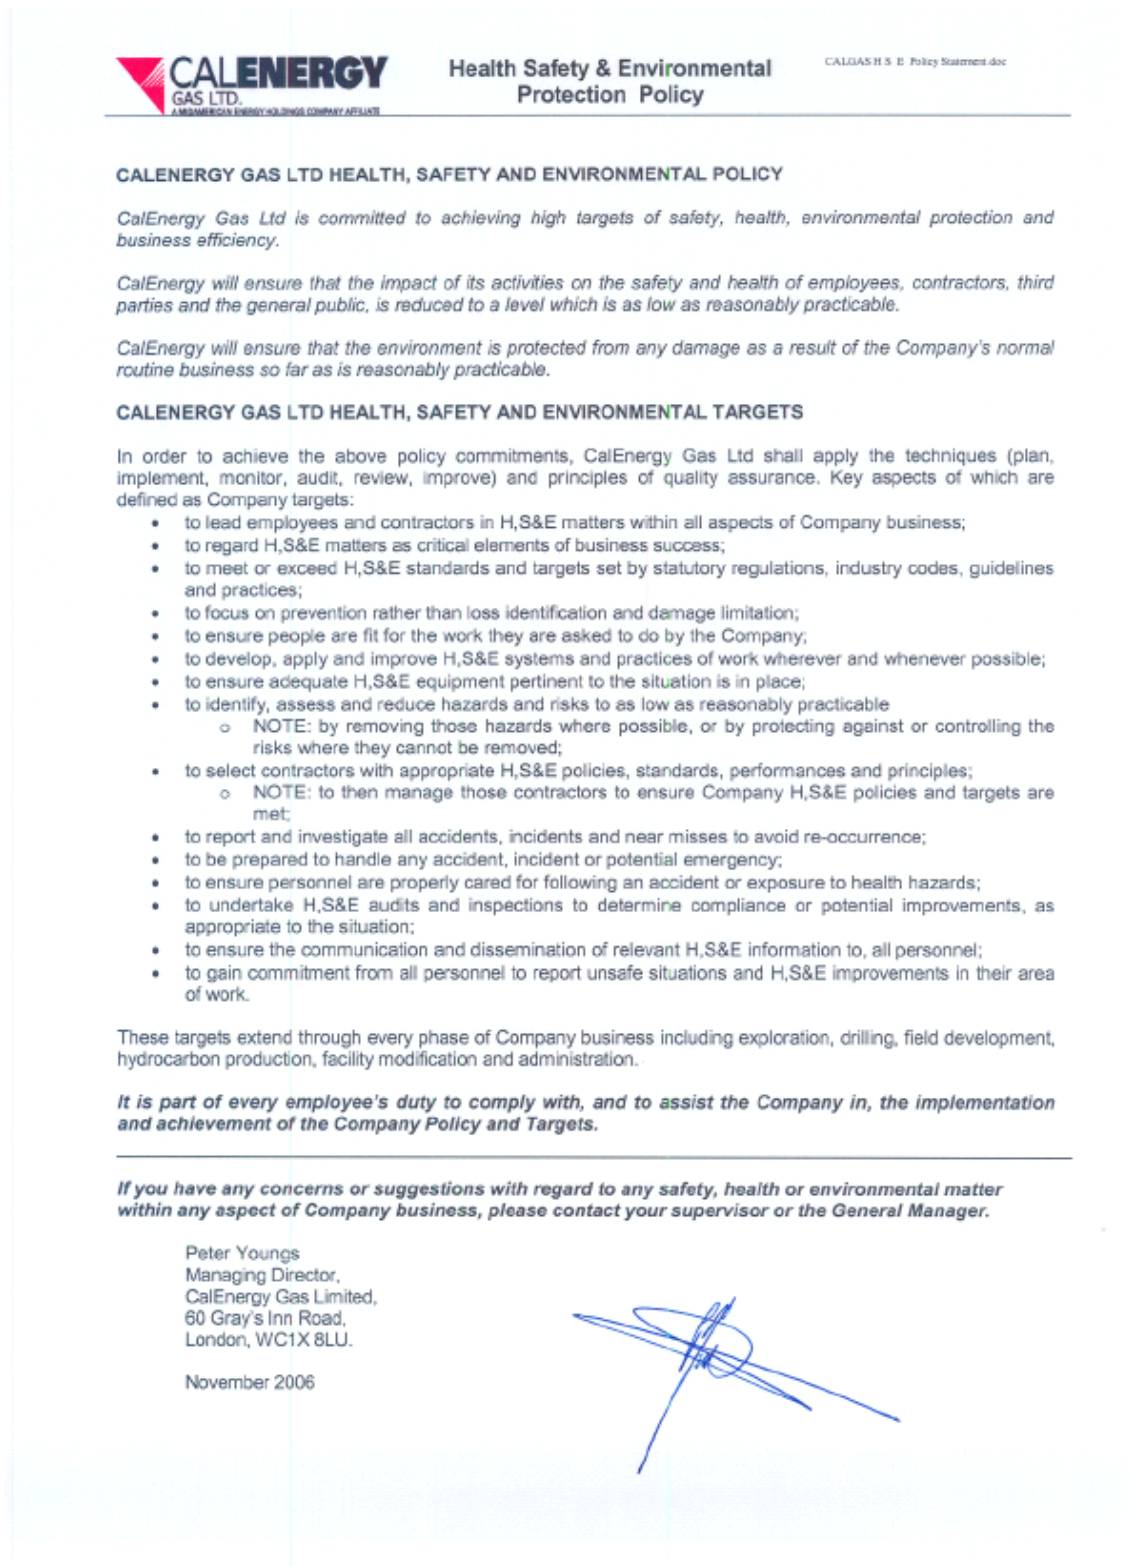 CALENERGY
GAS LTD.
A MIDAMERICAN ENERGY HOLDINGS COMPANY AFFILIATE
Health Safety & Environmental
Protection Policy
CALGAS H S E Policy Statement.doc
CALENERGY GAS LTD HEALTH, SAFETY AND ENVIRONMENTAL POLICY
CalEnergy Gas Ltd is committed to achieving high targets of safety, health, environmental protection and
business efficiency.
CalEnergy will ensure that the impact of its activities on the safety and health of employees, contractors, third
parties and the general public, is reduced to a level which is as low as reasonably practicable.
CalEnergy will ensure that the environment is protected from any damage as a result of the Company's normal
routine business so far as is reasonably practicable.
CALENERGY GAS LTD HEALTH, SAFETY AND ENVIRONMENTAL TARGETS
In order to achieve the above policy commitments, CalEnergy Gas Ltd shall apply the techniques (plan,
implement, monitor, audit, review, improve) and principles of quality assurance. Key aspects of which are
defined as Company targets:
• to lead employees and contractors in H,S&E matters within all aspects of Company business;
• to regard H,S&E matters as critical elements of business success;
• to meet or exceed H,S&E standards and targets set by statutory regulations, industry codes, guidelines
and practices;
• to focus on prevention rather than loss identification and damage limitation;
• to ensure people are fit for the work they are asked to do by the Company;
• to develop, apply and improve H,S&E systems and practices of work wherever and whenever possible;
• to ensure adequate H,S&E equipment pertinent to the situation is in place;
• to identify, assess and reduce hazards and risks to as low as reasonably practicable
o NOTE: by removing those hazards where possible, or by protecting against or controlling the
risks where they cannot be removed;
• to select contractors with appropriate H,S&E policies, standards, performances and principles;
o NOTE: to then manage those contractors to ensure Company H,S&E policies and targets are
met;
• to report and investigate all accidents, incidents and near misses to avoid re-occurrence;
• to be prepared to handle any accident, incident or potential emergency;
• to ensure personnel are properly cared for following an accident or exposure to health hazards;
• to undertake H,S&E audits and inspections to determine compliance or potential improvements, as
appropriate to the situation;
• to ensure the communication and dissemination of relevant H,S&E information to, all personnel;
• to gain commitment from all personnel to report unsafe situations and H,S&E improvements in their area
of work.
These targets extend through every phase of Company business including exploration, drilling, field development,
hydrocarbon production, facility modification and administration.
It is part of every employee's duty to comply with, and to assist the Company in, the implementation
and achievement of the Company Policy and Targets.
If you have any concerns or suggestions with regard to any safety, health or environmental matter
within any aspect of Company business, please contact your supervisor or the General Manager.
Peter Youngs
Managing Director,
CalEnergy Gas Limited,
60 Gray's Inn Road,
London, WC1X 8LU.
November 2006